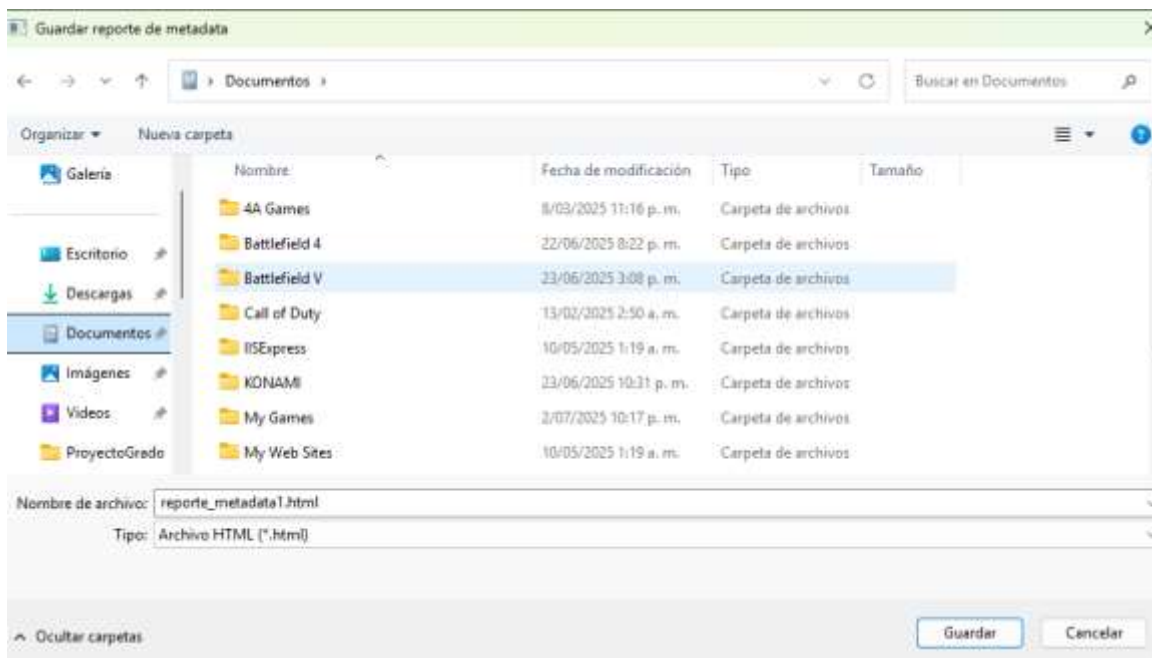 Guardar reporte de metadata
Documentos
Buscar en Documentos
Organizar
Nueva carpeta
Nombre Fecha de modificación Tipo Tamaño
Galería
Escritorio
Descargas
Documentos
Imágenes
Videos
ProyectoGrado
4A Games 8/03/2025 11:16 p. m. Carpeta de archivos
Battlefield 4 22/06/2025 8:22 p. m. Carpeta de archivos
Battlefield V 23/06/2025 3:08 p. m. Carpeta de archivos
Call of Duty 13/02/2025 2:50 a. m. Carpeta de archivos
IISExpress 10/05/2025 1:19 a. m. Carpeta de archivos
KONAMI 23/06/2025 10:31 p. m. Carpeta de archivos
My Games 2/07/2025 10:17 p. m. Carpeta de archivos
My Web Sites 10/05/2025 1:19 a. m. Carpeta de archivos
Nombre de archivo: reporte_metadata1.html
Tipo: Archivo HTML (*.html)
Ocultar carpetas
Guardar
Cancelar